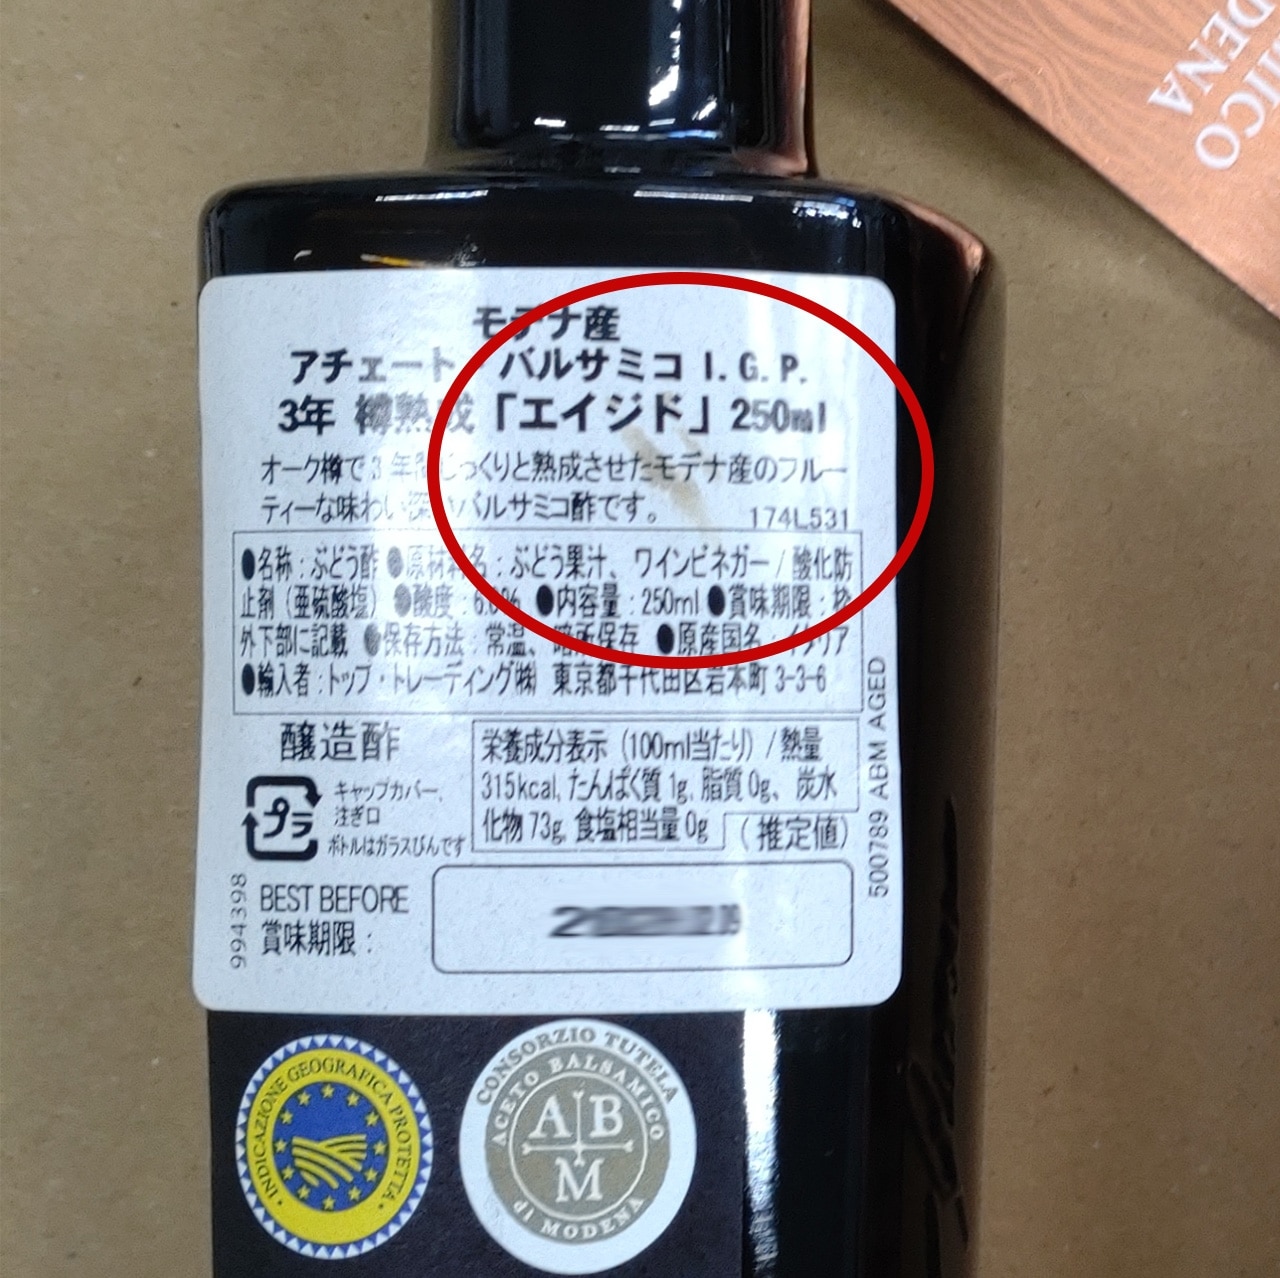 MICO
DENA
モデナ産
アチェート バルサミコ I.G.P.
3年 樽熟成「エイジド」250ml
オーク樽で3年間じっくりと熟成させたモデナ産のフルー
ティーな味わい深いバルサミコ酢です。
174L531
●名称:ぶどう酢 ●原材料名:ぶどう果汁、ワインビネガー/酸化防
止剤(亜硫酸塩) ●酸度:6.0% ●内容量:250ml ●賞味期限:枠
外下部に記載 ●保存方法:常温、暗所保存 ●原産国名:イタリア
●輸入者:トップ・トレーディング㈱ 東京都千代田区岩本町3-3-6
醸造酢
栄養成分表示(100ml当たり)/熱量
315kcal, たんぱく質1g, 脂質0g、炭水
化物73g, 食塩相当量0g
(推定値)
プラ
キャップカバー、
注ぎ口
ボトルはガラスびんです
BEST BEFORE
賞味期限:
994398
500789 ABM AGED
INDICAZIONE GEOGRAFICA PROTETTA
CONSORZIO TUTELA
ACETO BALSAMICO
DI MODENA
AB
M